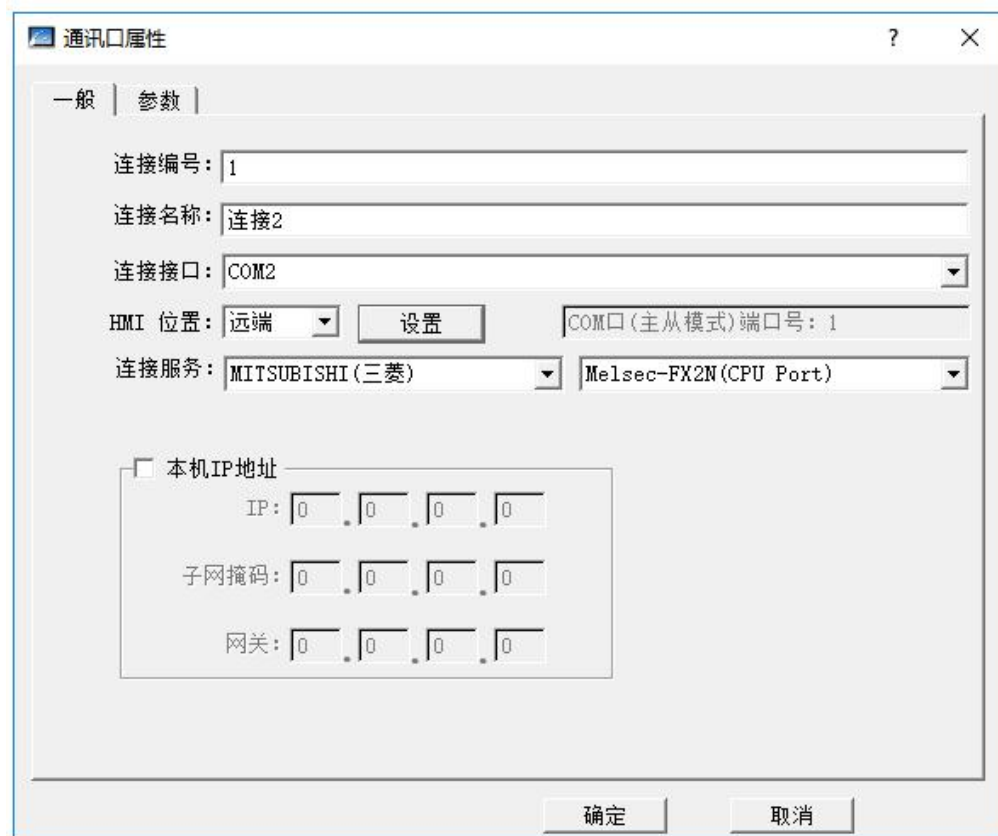 通讯口属性
?
一般 参数
连接编号: 1
连接名称: 连接2
连接接口: COM2
HMI 位置: 远端 设置 COM口(主从模式)端口号: 1
连接服务: MITSUBISHI(三菱) Melsec-FX2N(CPU Port)
本机IP地址
IP: 0 . 0 . 0 . 0
子网掩码: 0 . 0 . 0 . 0
网关: 0 . 0 . 0 . 0
确定 取消